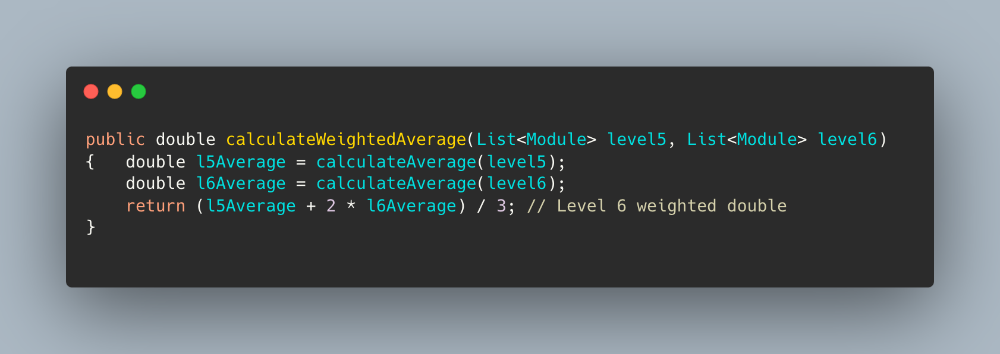 public double calculateWeightedAverage(List<Module> level5, List<Module> level6)
{   double l5Average = calculateAverage(level5);
    double l6Average = calculateAverage(level6);
    return (l5Average + 2 * l6Average) / 3; // Level 6 weighted double
}